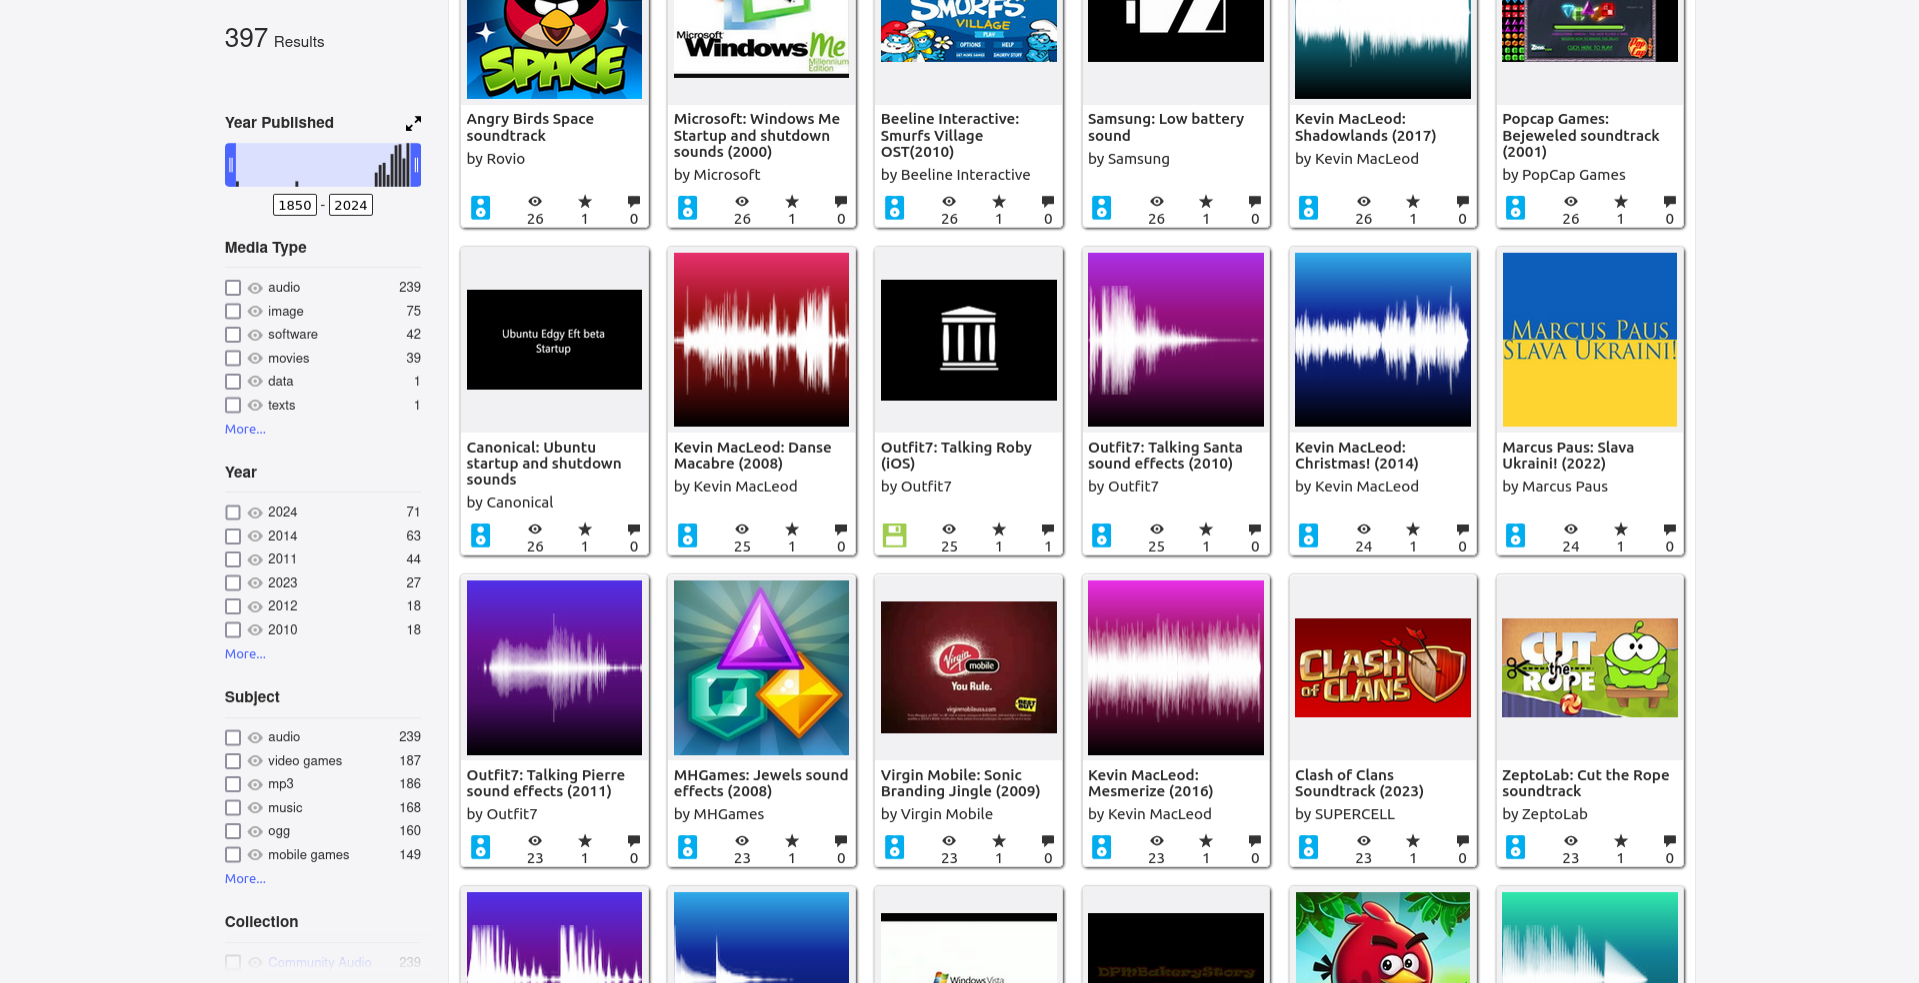 397 Results
Year Published
1850 - 2024
Media Type
audio 239
image 75
software 42
movies 39
data 1
texts 1
More...
Year
2024 71
2014 63
2011 44
2023 27
2012 18
2010 18
More...
Subject
audio 239
video games 187
mp3 186
music 168
ogg 160
mobile games 149
More...
Collection
Community Audio 239
SPACE
Angry Birds Space
soundtrack
by Rovio
26 1 0
Microsoft
Windows Me
Millennium
Edition
Microsoft: Windows Me
Startup and shutdown
sounds (2000)
by Microsoft
26 1 0
SMURFS
VILLAGE
PLAY
OPTIONS HELP
Beeline Interactive:
Smurfs Village
OST(2010)
by Beeline Interactive
26 1 0
Samsung: Low battery
sound
by Samsung
26 1 0
Kevin MacLeod:
Shadowlands (2017)
by Kevin MacLeod
26 1 0
CLICK HERE TO PLAY!
Popcap Games:
Bejeweled soundtrack
(2001)
by PopCap Games
26 1 0
Ubuntu Edgy Eft beta
Startup
Canonical: Ubuntu
startup and shutdown
sounds
by Canonical
26 1 0
Kevin MacLeod: Danse
Macabre (2008)
by Kevin MacLeod
25 1 0
Outfit7: Talking Roby
(iOS)
by Outfit7
25 1 1
Outfit7: Talking Santa
sound effects (2010)
by Outfit7
25 1 0
Kevin MacLeod:
Christmas! (2014)
by Kevin MacLeod
24 1 0
MARCUS PAUS
SLAVA UKRAINI!
Marcus Paus: Slava
Ukraini! (2022)
by Marcus Paus
24 1 0
Outfit7: Talking Pierre
sound effects (2011)
by Outfit7
23 1 0
MHGames: Jewels sound
effects (2008)
by MHGames
23 1 0
Virgin mobile
You Rule.
virginmobileusa.com
BEST BUY
Virgin Mobile: Sonic
Branding Jingle (2009)
by Virgin Mobile
23 1 0
Kevin MacLeod:
Mesmerize (2016)
by Kevin MacLeod
23 1 0
CLASH
OF CLANS
Clash of Clans
Soundtrack (2023)
by SUPERCELL
23 1 0
CUT
the
ROPE
ZeptoLab: Cut the Rope
soundtrack
by ZeptoLab
23 1 0
Windows Vista
DPMBakeryStory